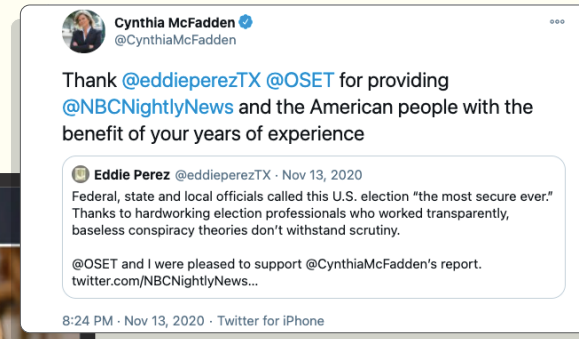 Cynthia McFadden
@CynthiaMcFadden
Thank @eddieperezTX @OSET for providing
@NBCNightlyNews and the American people with the
benefit of your years of experience
Eddie Perez @eddieperezTX · Nov 13, 2020
Federal, state and local officials called this U.S. election “the most secure ever.”
Thanks to hardworking election professionals who worked transparently,
baseless conspiracy theories don’t withstand scrutiny.
@OSET and I were pleased to support @CynthiaMcFadden’s report.
twitter.com/NBCNightlyNews...
8:24 PM · Nov 13, 2020 · Twitter for iPhone